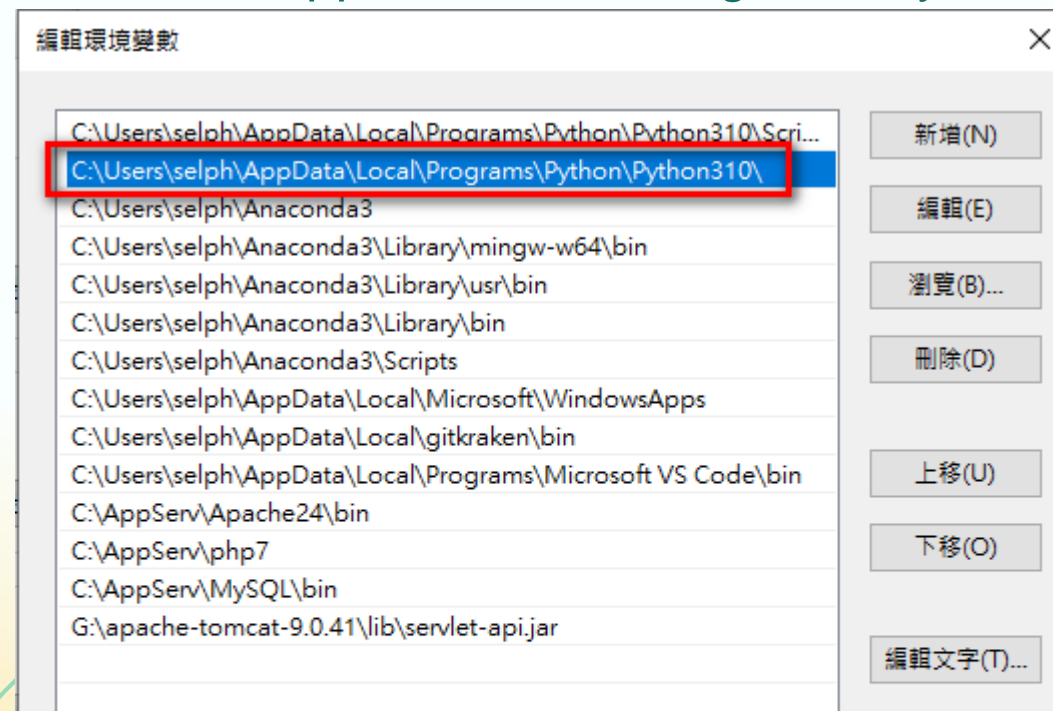 編輯環境變數
C:\Users\selph\AppData\Local\Programs\Python\Python310\Scri...
C:\Users\selph\AppData\Local\Programs\Python\Python310\
C:\Users\selph\Anaconda3
C:\Users\selph\Anaconda3\Library\mingw-w64\bin
C:\Users\selph\Anaconda3\Library\usr\bin
C:\Users\selph\Anaconda3\Library\bin
C:\Users\selph\Anaconda3\Scripts
C:\Users\selph\AppData\Local\Microsoft\WindowsApps
C:\Users\selph\AppData\Local\gitkraken\bin
C:\Users\selph\AppData\Local\Programs\Microsoft VS Code\bin
C:\AppServ\Apache24\bin
C:\AppServ\php7
C:\AppServ\MySQL\bin
G:\apache-tomcat-9.0.41\lib\servlet-api.jar
新增(N)
編輯(E)
瀏覽(B)...
刪除(D)
上移(U)
下移(O)
編輯文字(T)...